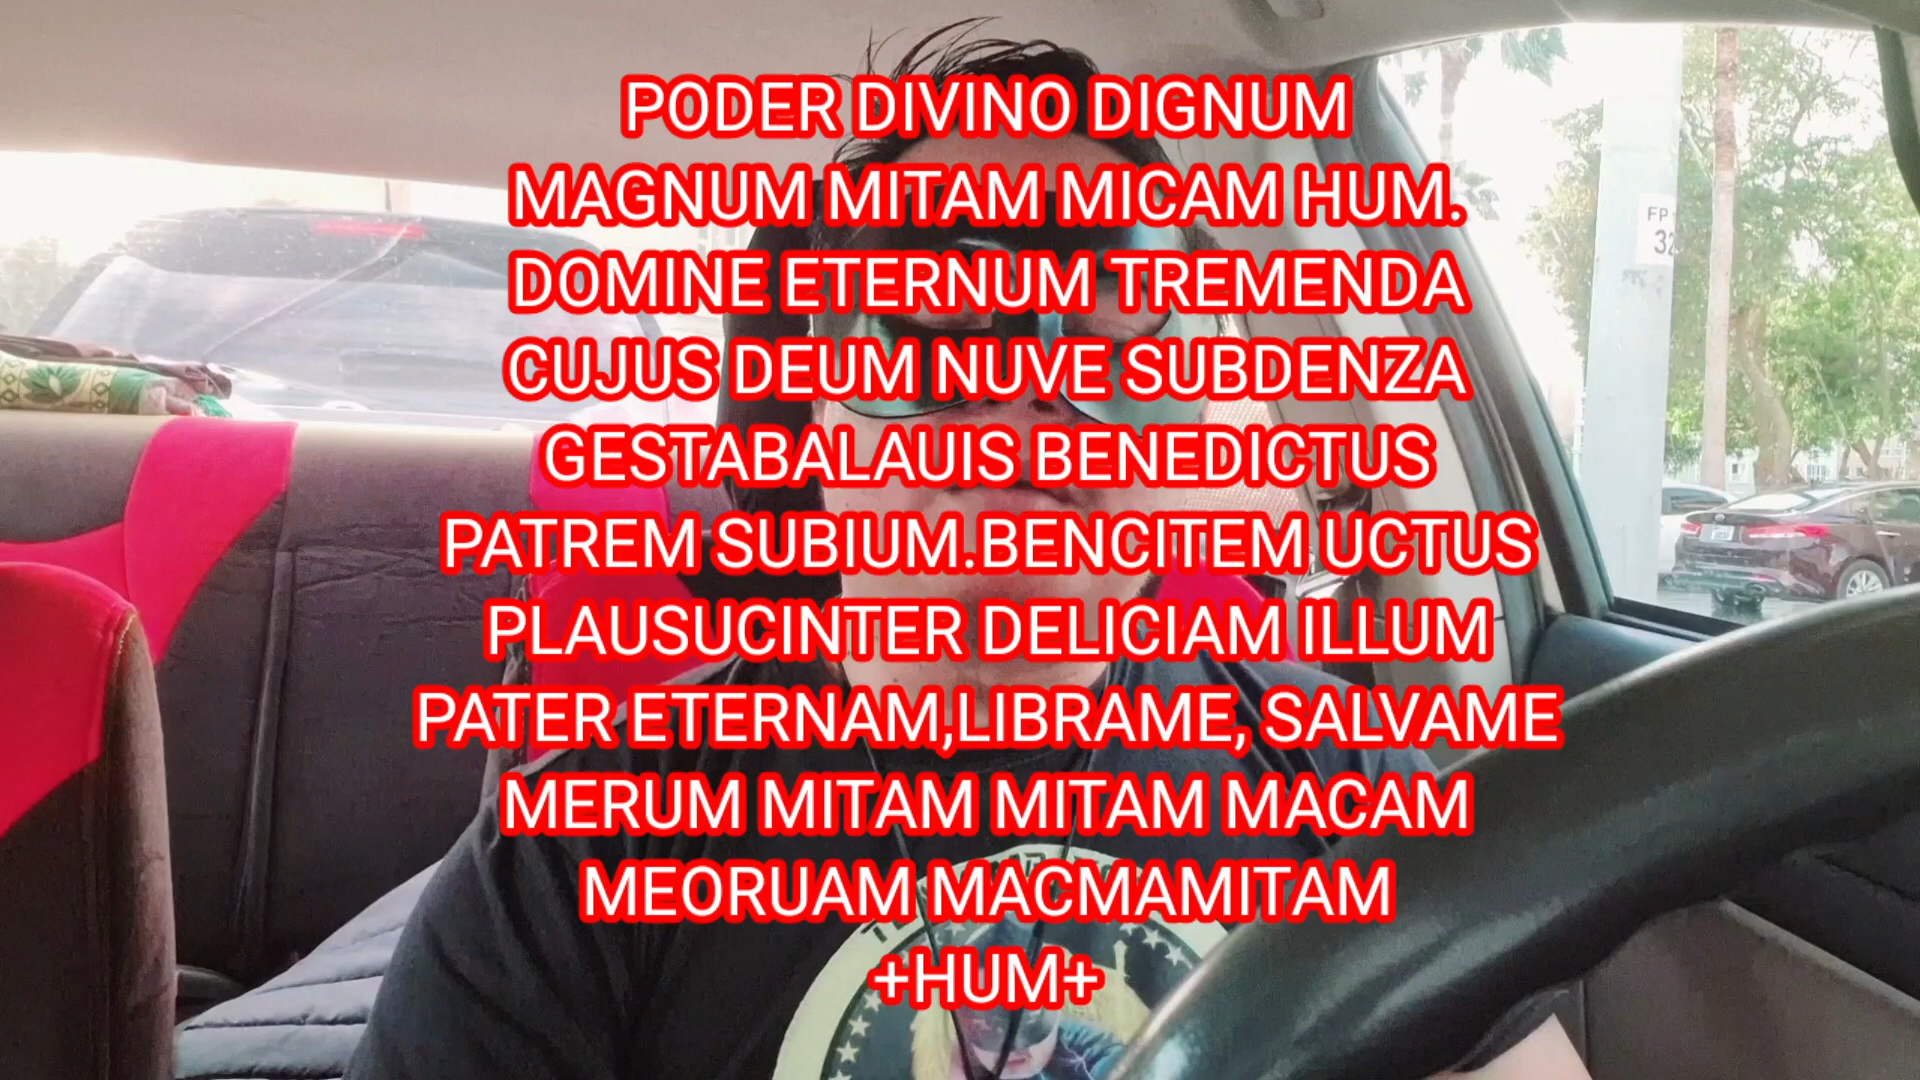 PODER DIVINO DIGNUM
MAGNUM MITAM MICAM HUM.
DOMINE ETERNUM TREMENDA
CUJUS DEUM NUVE SUBDENZA
GESTABALAUIS BENEDICTUS
PATREM SUBIUM.BENCITEM UCTUS
PLAUSUCINTER DELICIAM ILLUM
PATER ETERNAM,LIBRAME, SALVAME
MERUM MITAM MITAM MACAM
MEORUAM MACMAMITAM
+HUM+
FP